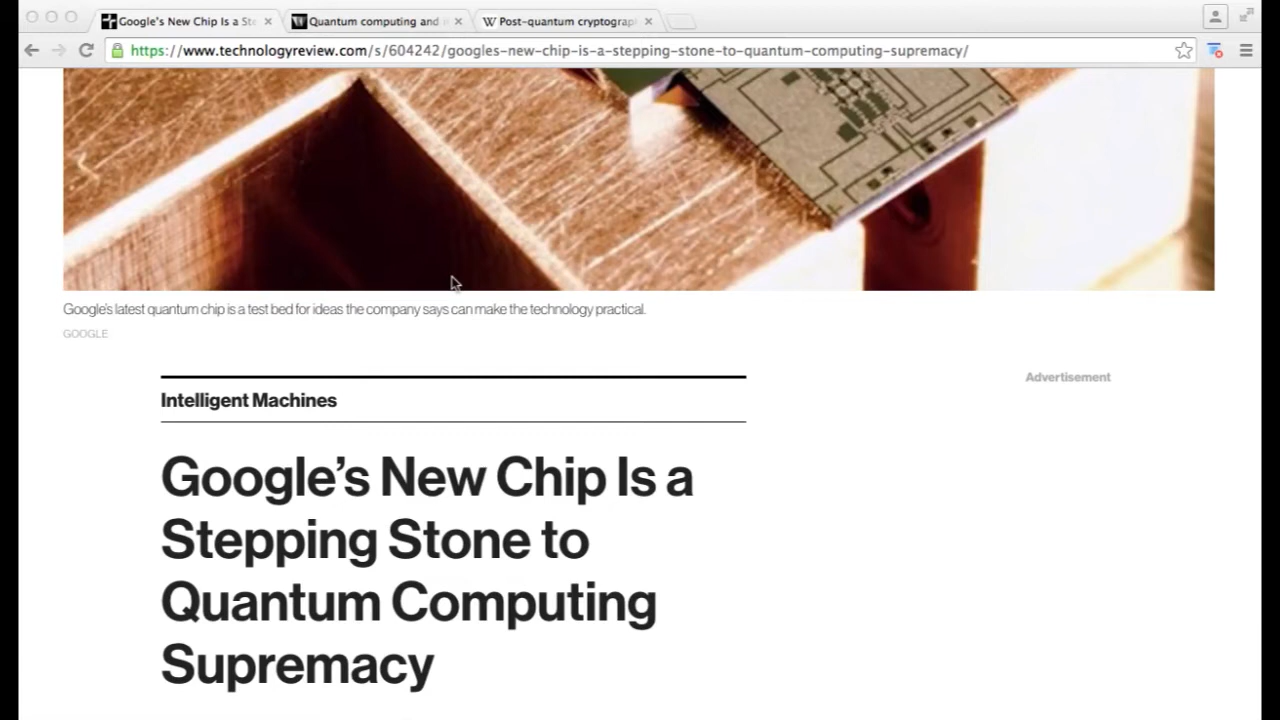 Google's New Chip Is a Ste
Quantum computing and
Post-quantum cryptograp
https://www.technologyreview.com/s/604242/googles-new-chip-is-a-stepping-stone-to-quantum-computing-supremacy/
Google's latest quantum chip is a test bed for ideas the company says can make the technology practical.
GOOGLE
Advertisement
Intelligent Machines
Google’s New Chip Is a
Stepping Stone to
Quantum Computing
Supremacy